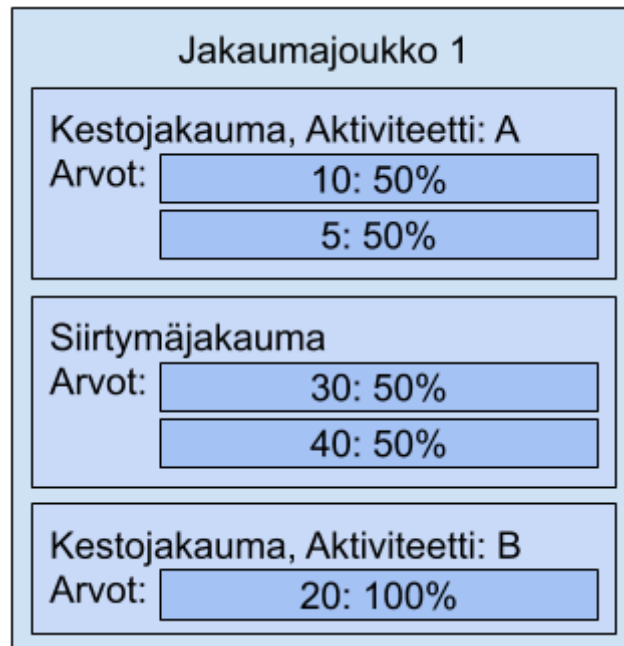 Jakaumajoukko 1
Kestojakauma, Aktiviteetti: A
Arvot: 10: 50%
5: 50%
Siirtymäjakauma
Arvot: 30: 50%
40: 50%
Kestojakauma, Aktiviteetti: B
Arvot: 20: 100%